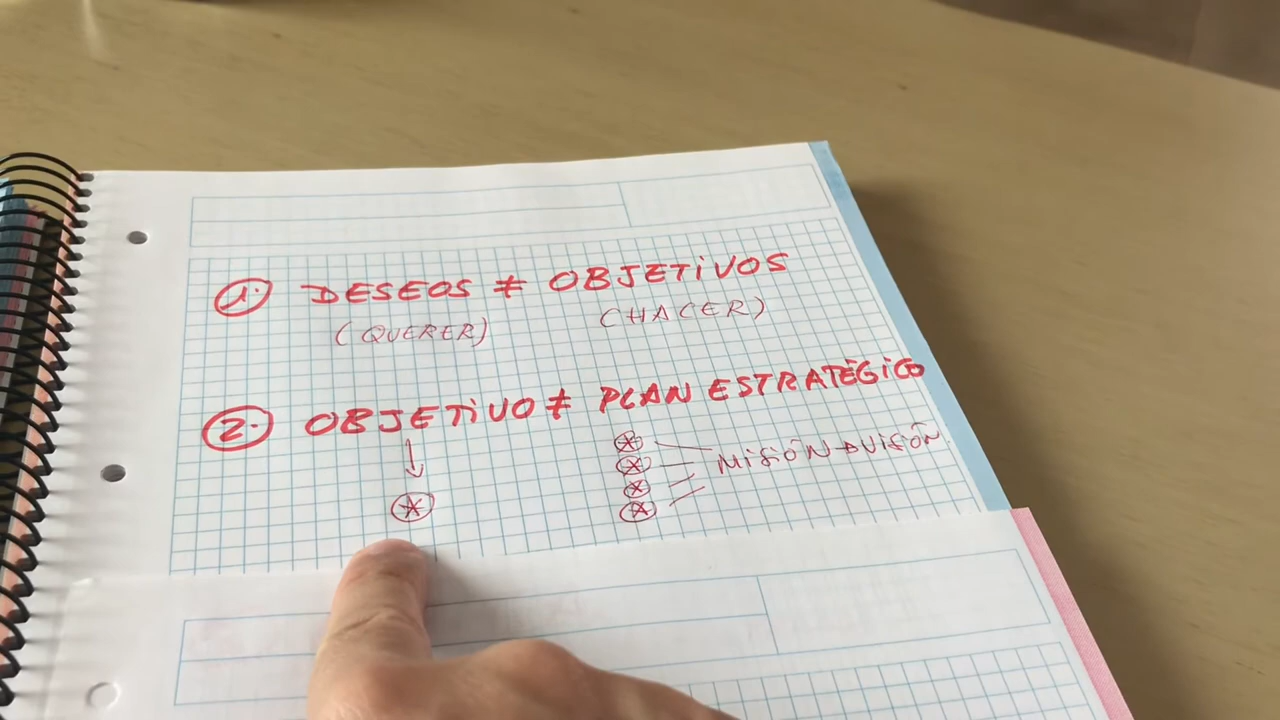 1. DESEOS ≠ OBJETIVOS
(QUERER) (HACER)
2. OBJETIVO ≠ PLAN ESTRATÉGICO
MISIÓN → VISIÓN